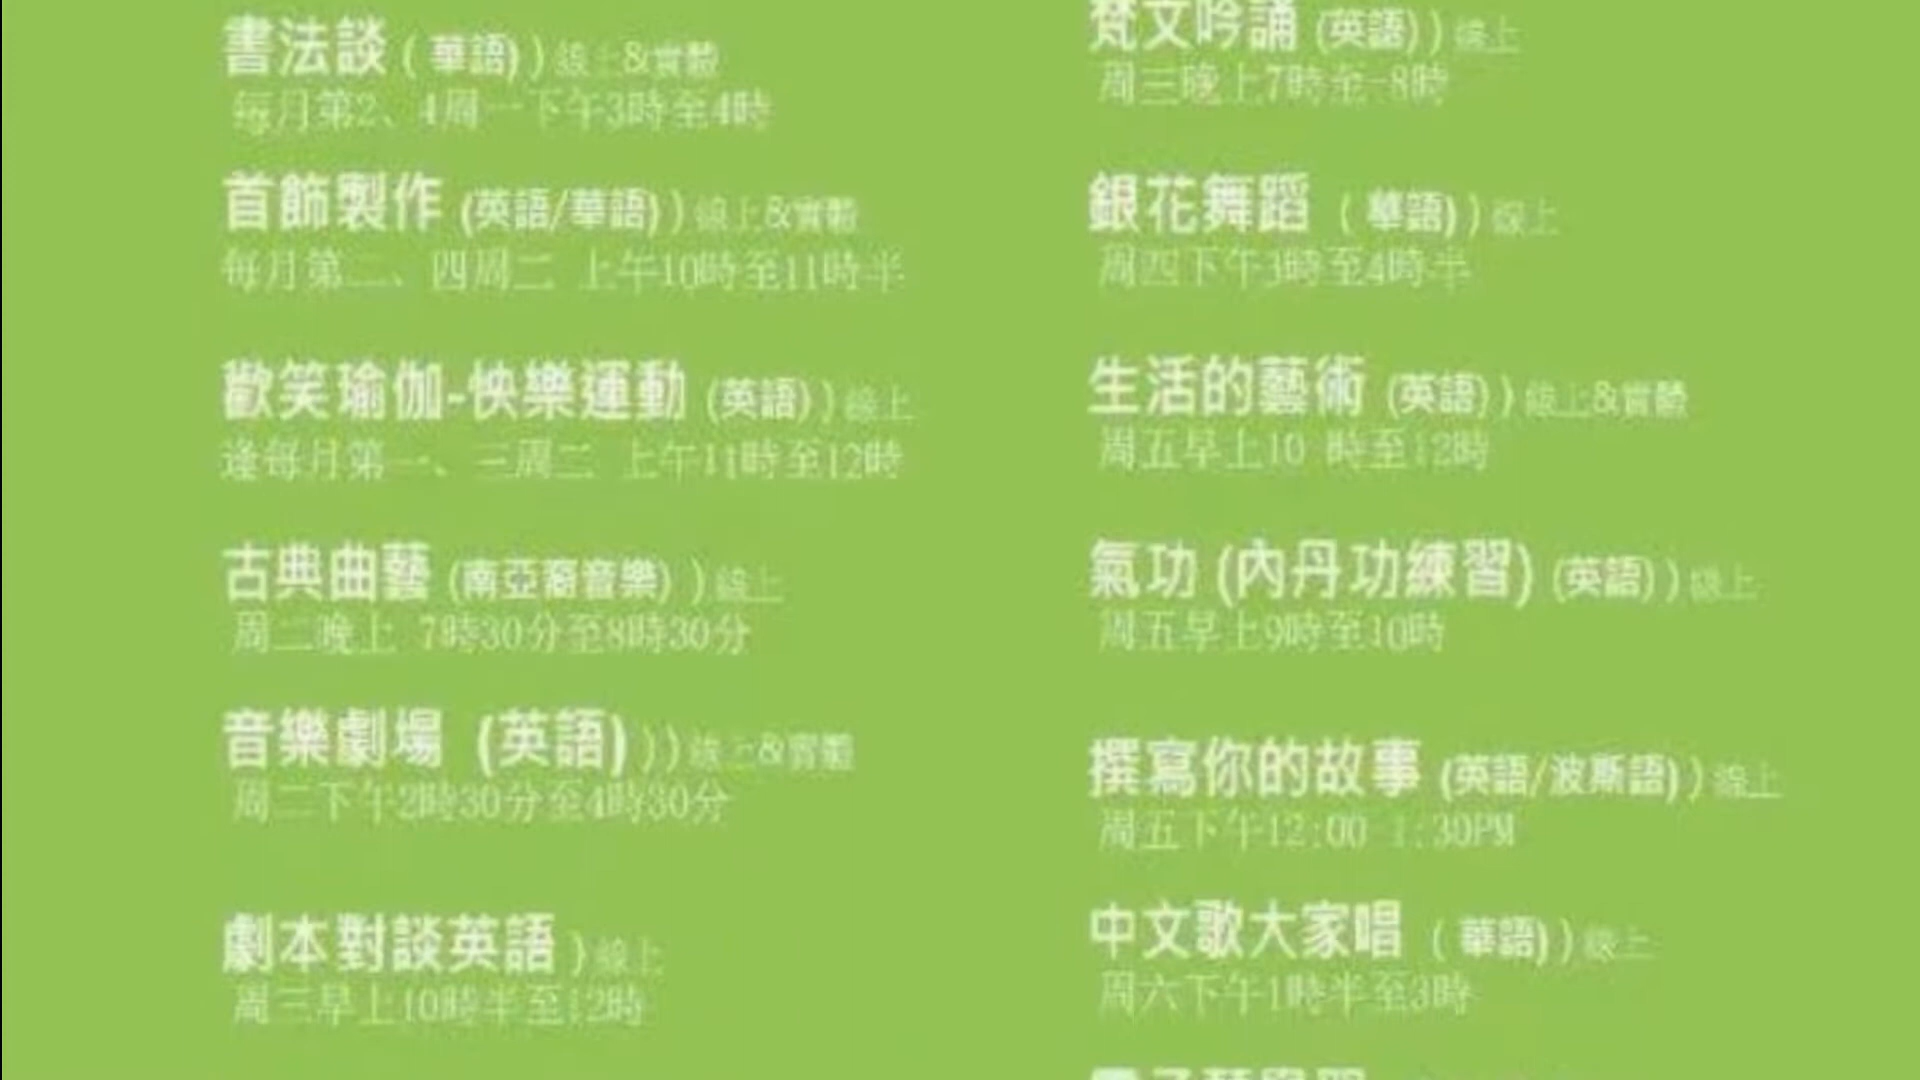 書法談 ( 華語) ) 線上&實體
每月第2、4周一下午3時至4時
首飾製作 (英語/華語) ) 線上&實體
每月第二、四周二 上午10時至11時半
歡笑瑜伽-快樂運動 (英語) ) 線上
逢每月第一、三周二 上午11時至12時
古典曲藝 (南亞裔音樂) ) 線上
周二晚上 7時30分至8時30分
音樂劇場 (英語) ) ) 線上&實體
周二下午2時30分至4時30分
劇本對談英語 ) 線上
周三早上10時半至12時
梵文吟誦 (英語) ) 線上
周三晚上7時至-8時
銀花舞蹈 ( 華語) ) 線上
周四下午3時至4時半
生活的藝術 (英語) ) 線上&實體
周五早上10 時至12時
氣功 (內丹功練習) (英語) ) 線上
周五早上9時至10時
撰寫你的故事 (英語/波斯語) ) 線上
周五下午12:00-1:30PM
中文歌大家唱 ( 華語) ) 線上
周六下午1時半至3時